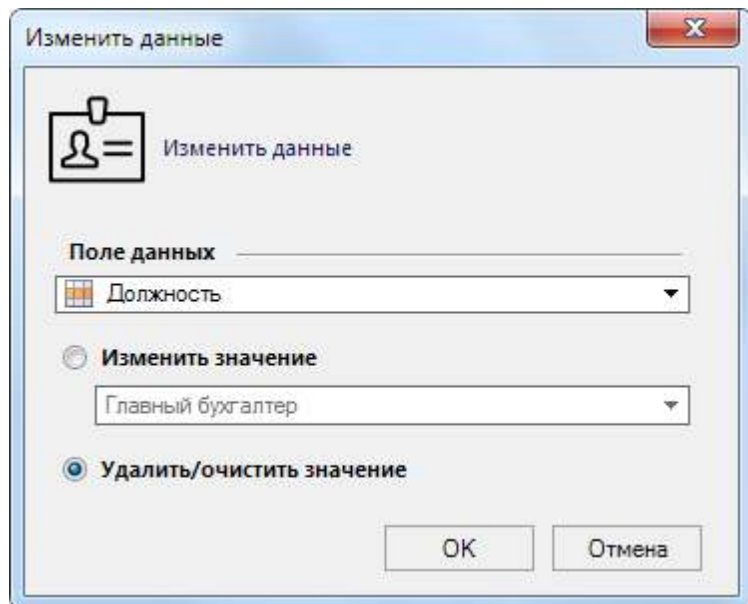 Изменить данные
Изменить данные
Поле данных
Должность
Изменить значение
Главный бухгалтер
Удалить/очистить значение
OK Отмена